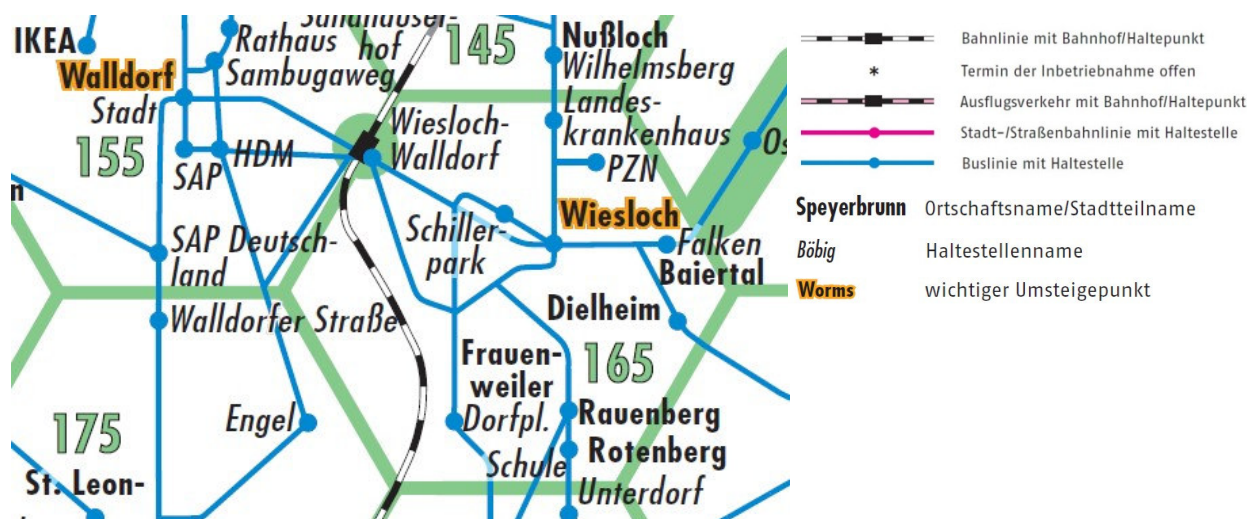 IKEA
Walldorf
Stadt
155
SAP
Rathaus
Sambugaweg
HDM
hof
145
Wiesloch-
Walldorf
Nußloch
Wilhelmsberg
Landes-
krankenhaus
PZN
Wiesloch
Schiller-
park
Falken
Baiertal
Dielheim
SAP Deutsch-
land
Walldorfer Straße
Engel
175
St. Leon-
Frauen-
weiler
Dorfpl.
Schule
165
Rauenberg
Rotenberg
Unterdorf
Bahnlinie mit Bahnhof/Haltepunkt
* Termin der Inbetriebnahme offen
Ausflugsverkehr mit Bahnhof/Haltepunkt
Stadt-/Straßenbahnlinie mit Haltestelle
Buslinie mit Haltestelle
Speyerbrunn Ortschaftsname/Stadtteilname
Böbig Haltestellenname
Worms wichtiger Umsteigepunkt